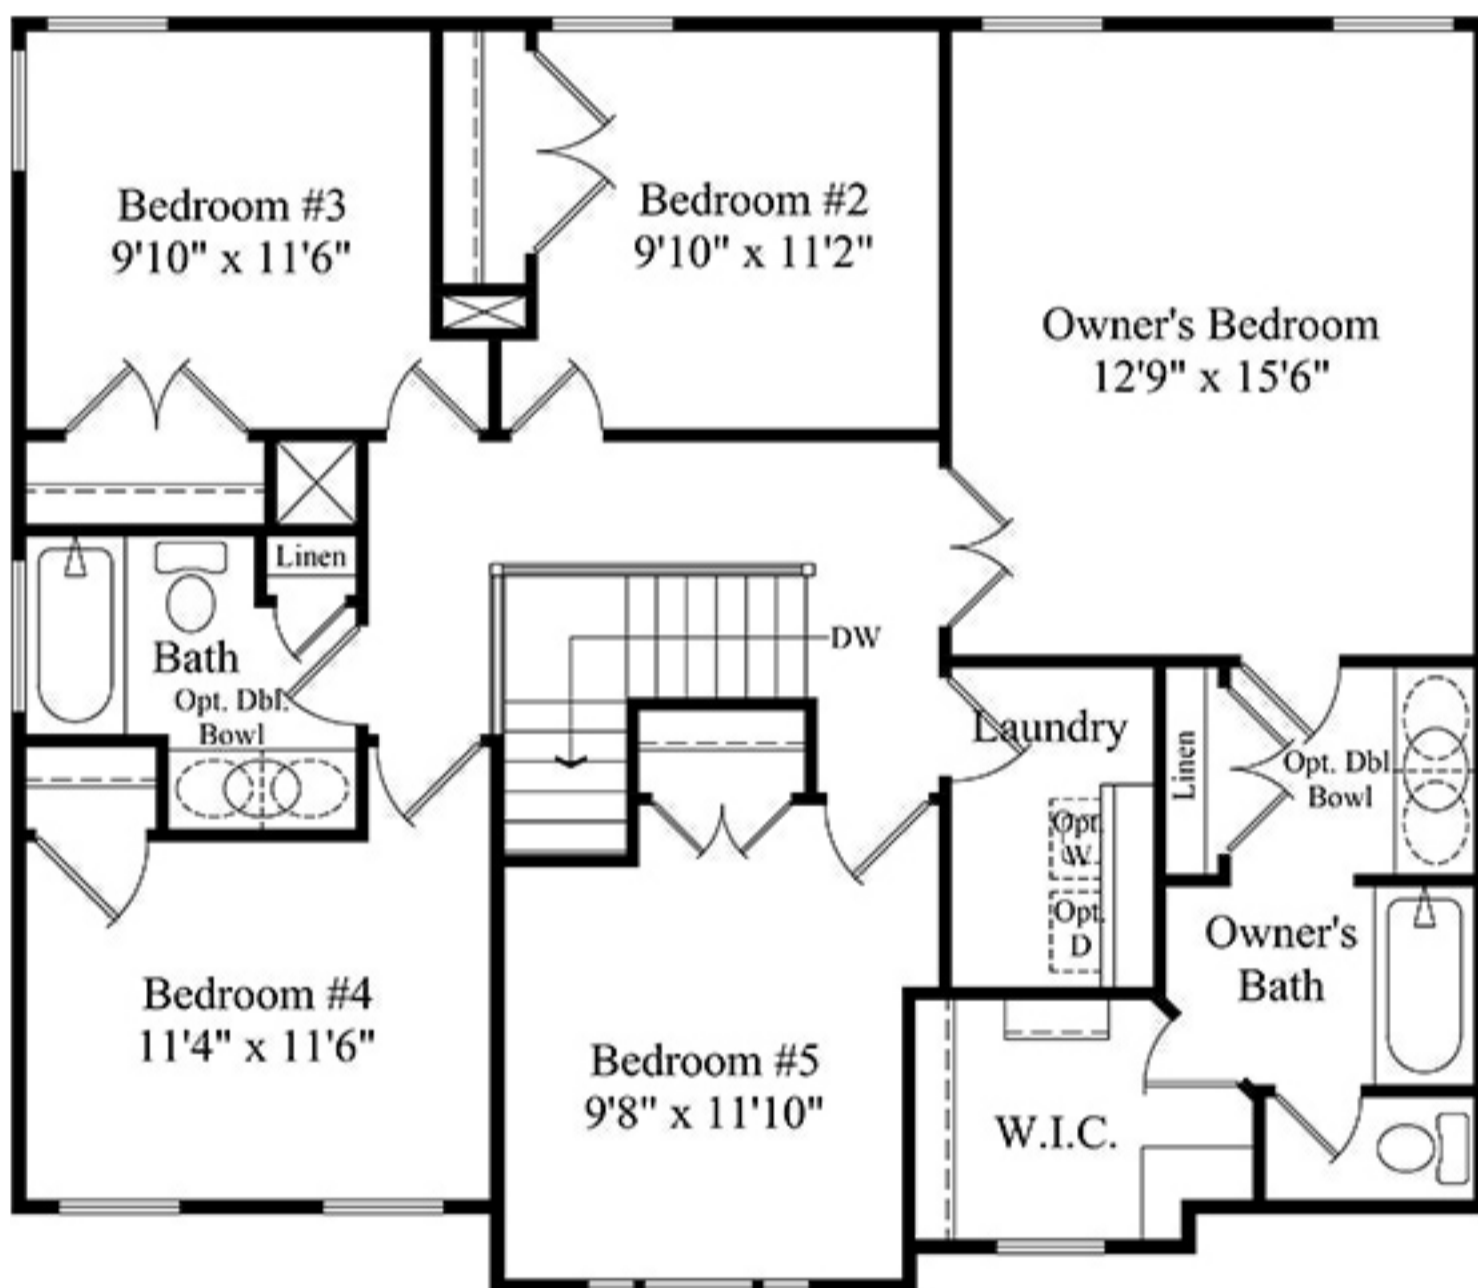 Bedroom #3
9'10" x 11'6"
Bedroom #2
9'10" x 11'2"
Owner's Bedroom
12'9" x 15'6"
Linen
Bath
Opt. Dbl.
Bowl
DW
Laundry
Opt.
W
Opt.
D
Linen
Opt. Dbl
Bowl
Owner's
Bath
Bedroom #4
11'4" x 11'6"
Bedroom #5
9'8" x 11'10"
W.I.C.